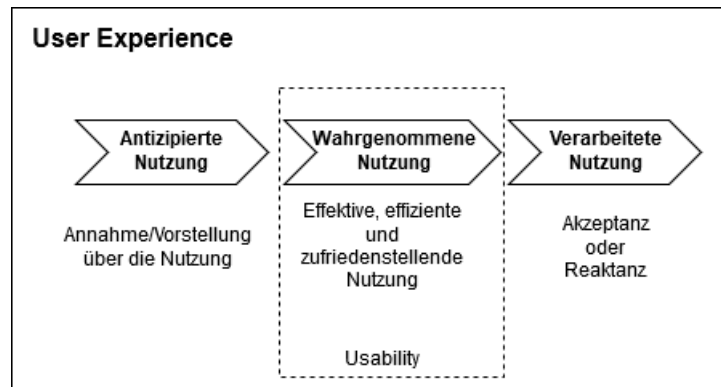 User Experience
Antizipierte
Nutzung
Wahrgenommene
Nutzung
Verarbeitete
Nutzung
Annahme/Vorstellung
über die Nutzung
Effektive, effiziente
und
zufriedenstellende
Nutzung
Akzeptanz
oder
Reaktanz
Usability